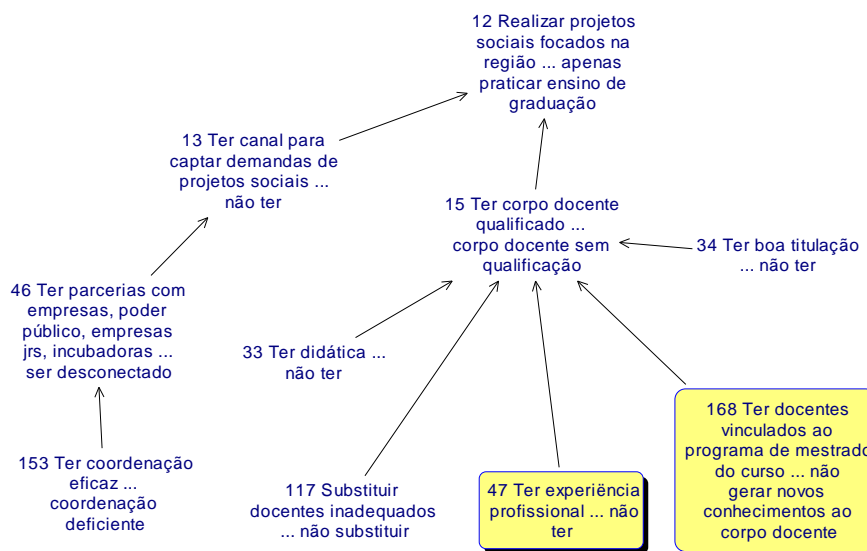 12 Realizar projetos
sociais focados na
região ... apenas
praticar ensino de
graduação
13 Ter canal para
captar demandas de
projetos sociais ...
não ter
15 Ter corpo docente
qualificado ...
corpo docente sem
qualificação
34 Ter boa titulação
... não ter
46 Ter parcerias com
empresas, poder
público, empresas
jrs, incubadoras ...
ser desconectado
33 Ter didática ...
não ter
168 Ter docentes
vinculados ao
programa de mestrado
do curso ... não
gerar novos
conhecimentos ao
corpo docente
153 Ter coordenação
eficaz ...
coordenação
deficiente
117 Substituir
docentes inadequados
... não substituir
47 Ter experiëncia
profissional ... não
ter